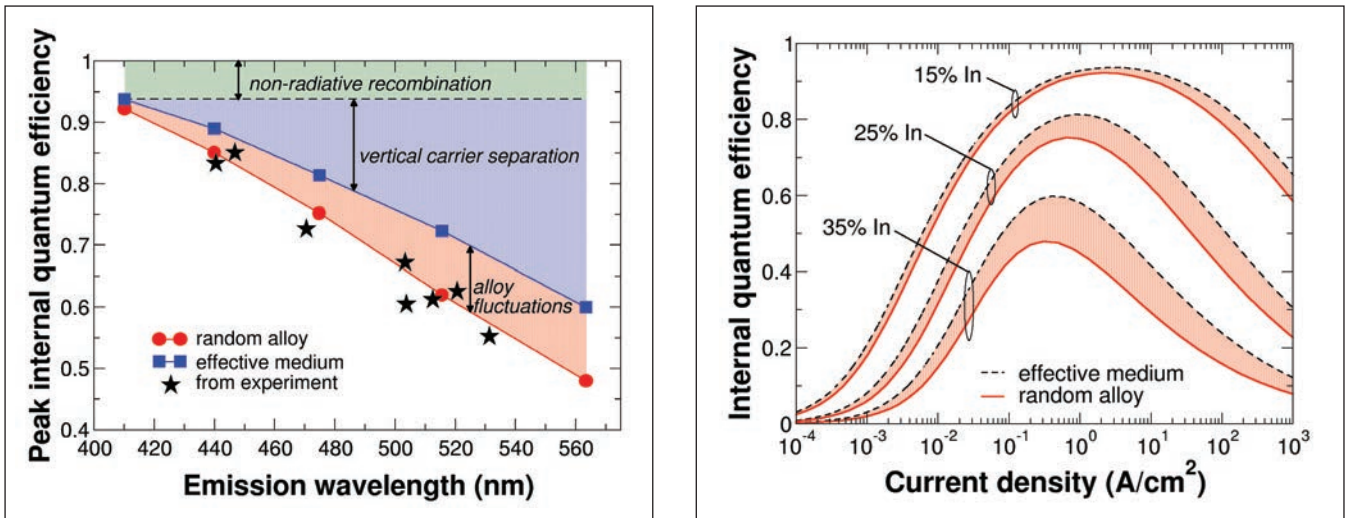 Peak internal quantum efficiency
1
0.9
0.8
0.7
0.6
0.5
0.4
non-radiative recombination
vertical carrier separation
alloy
fluctuations
random alloy
effective medium
from experiment
400 420 440 460 480 500 520 540 560
Emission wavelength (nm)
Internal quantum efficiency
1
0.8
0.6
0.4
0.2
0
15% In
25% In
35% In
effective medium
random alloy
10⁻⁴ 10⁻³ 10⁻² 10⁻¹ 10⁰ 10¹ 10² 10³
Current density (A/cm²)